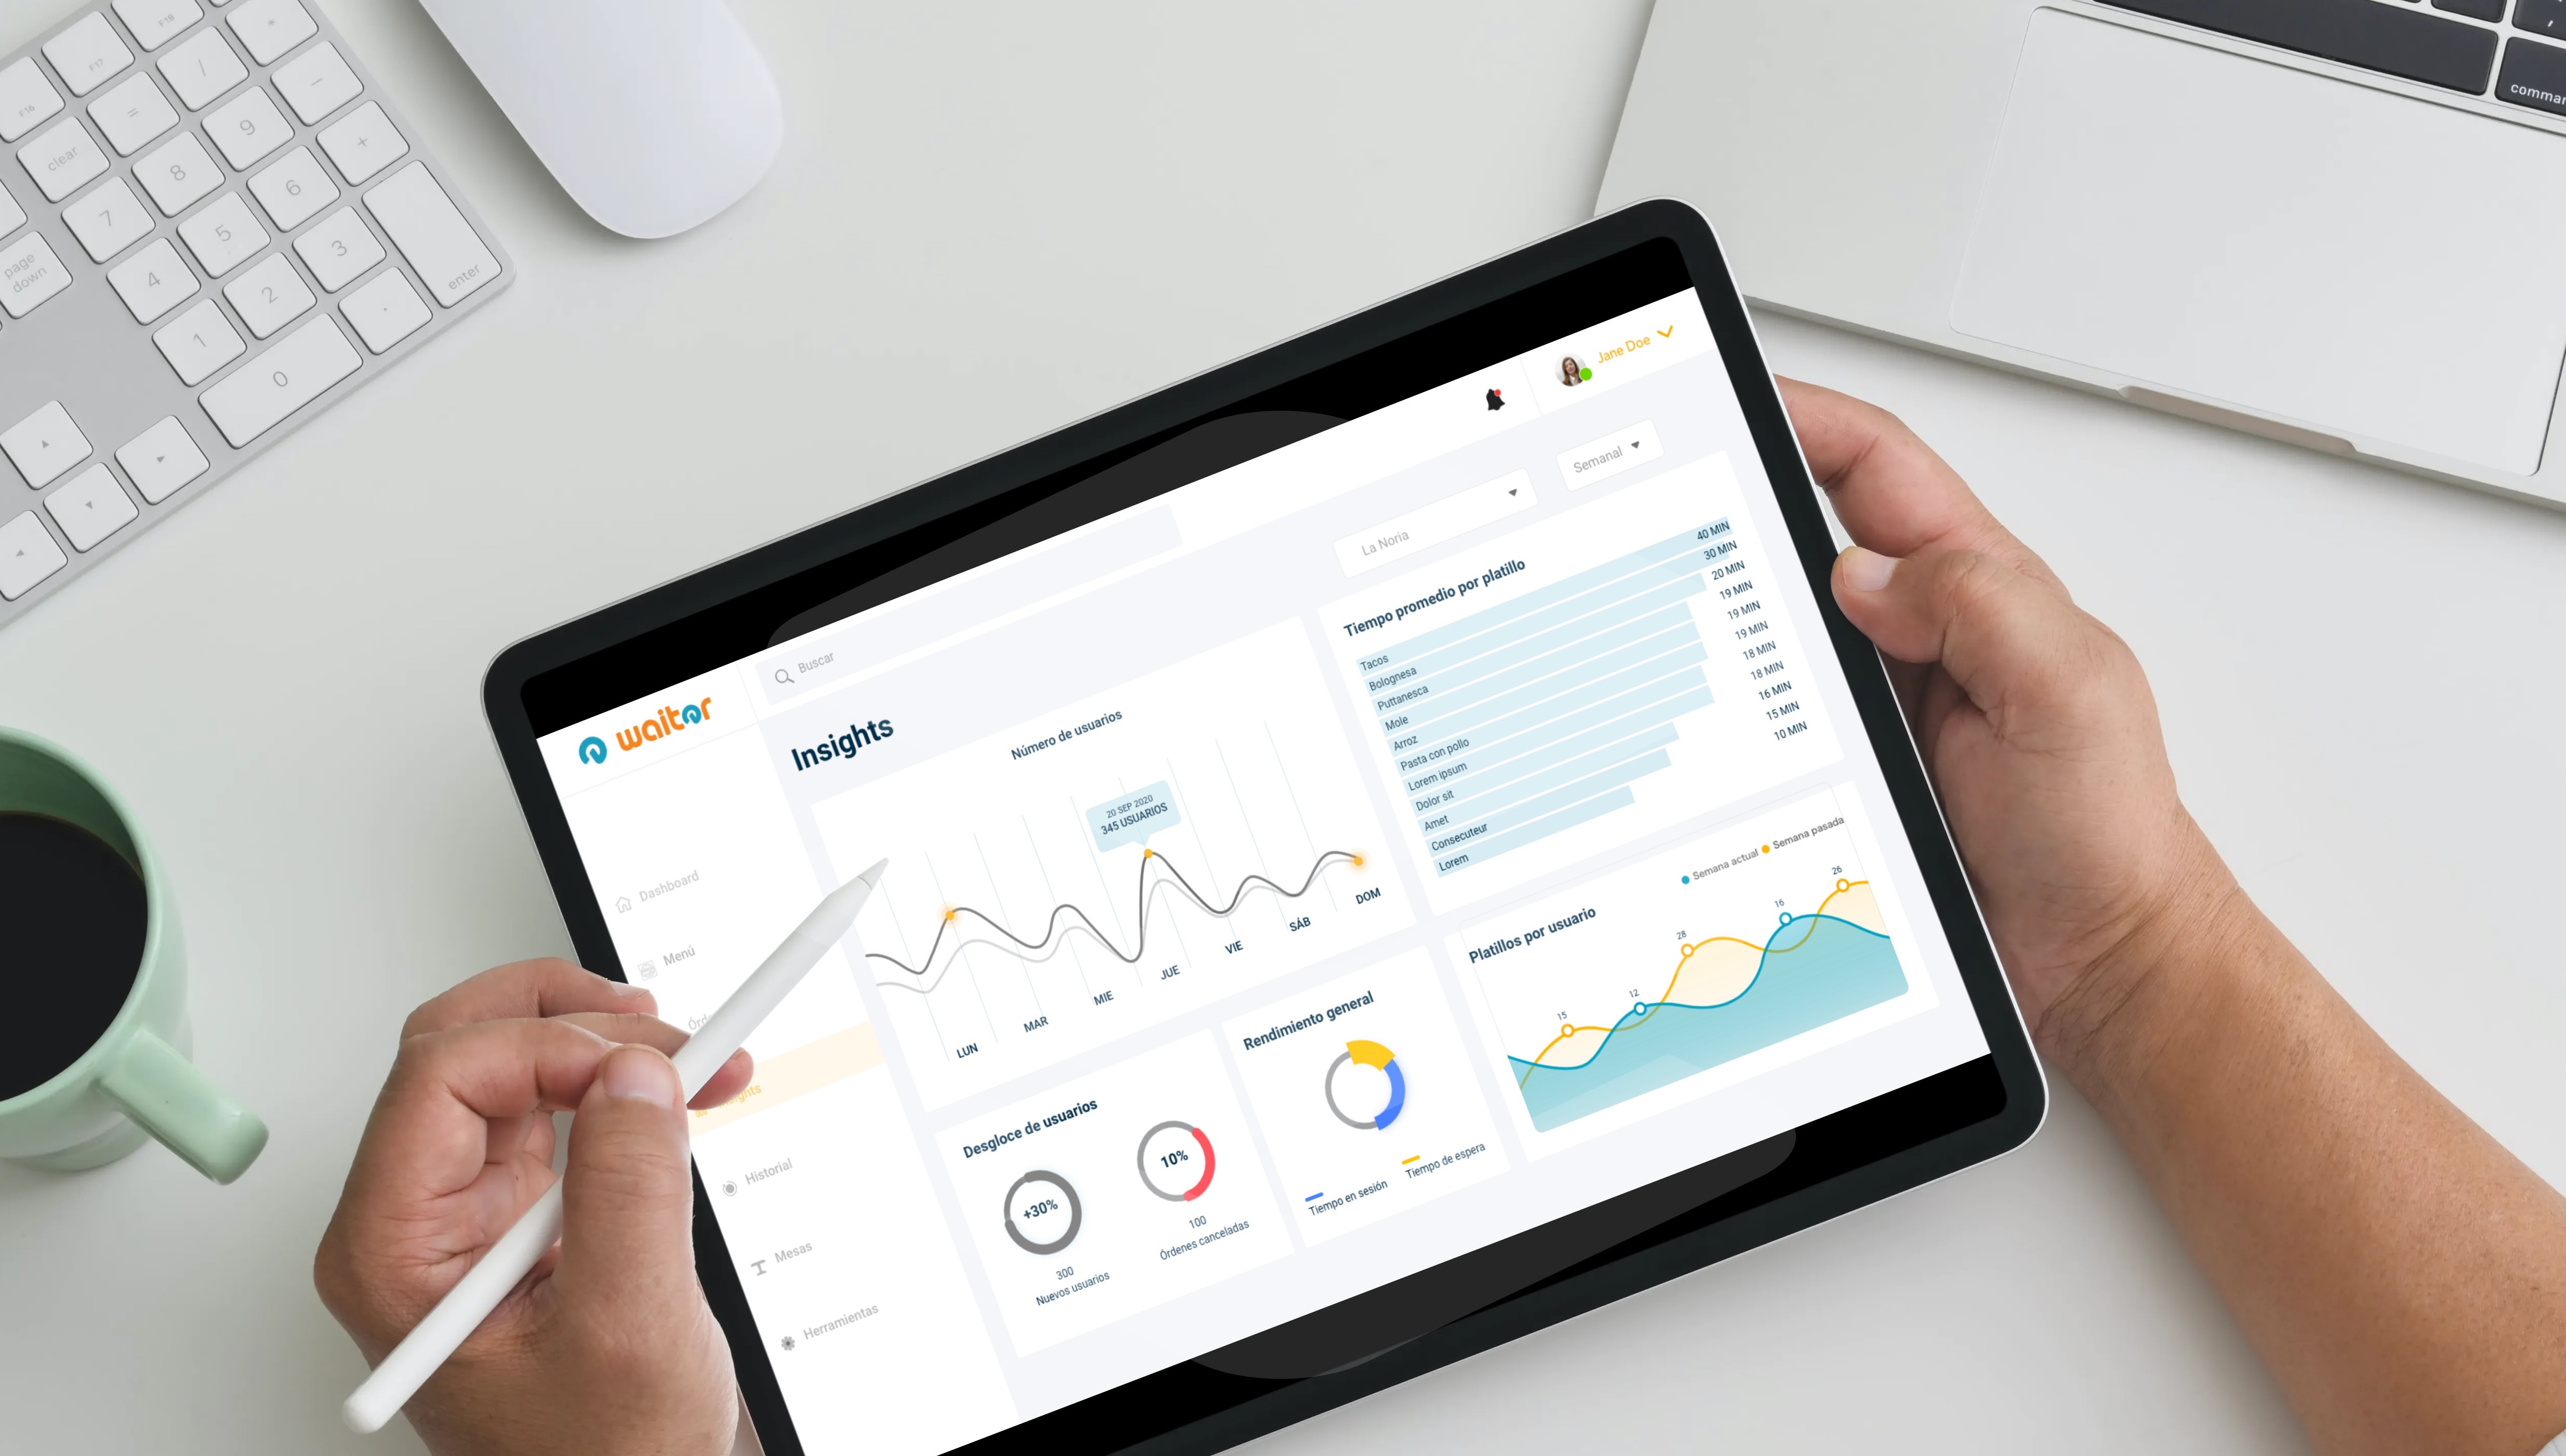 F16
F17
F18
clear
=
/
*
7
8
9
-
page
down
4
5
6
+
1
2
3
enter
0
.
,
comman
waitor
Buscar
Jane Doe
Insights
La Noria
Semanal
Dashboard
Menú
Historial
Mesas
Herramientas
Número de usuarios
20 SEP 2020
345 USUARIOS
LUN
MAR
MIE
JUE
VIE
SÁB
DOM
Tiempo promedio por platillo
Tacos 40 MIN
Bolognesa 30 MIN
Puttanesca 20 MIN
Mole 19 MIN
Arroz 19 MIN
Pasta con pollo 19 MIN
Lorem ipsum 18 MIN
Dolor sit 18 MIN
Amet 16 MIN
Consecuteur 15 MIN
Lorem 10 MIN
Desgloce de usuarios
+30%
300
Nuevos usuarios
10%
100
Órdenes canceladas
Rendimiento general
Tiempo en sesión
Tiempo de espera
Platillos por usuario
Semana actual
Semana pasada
15
12
28
16
26